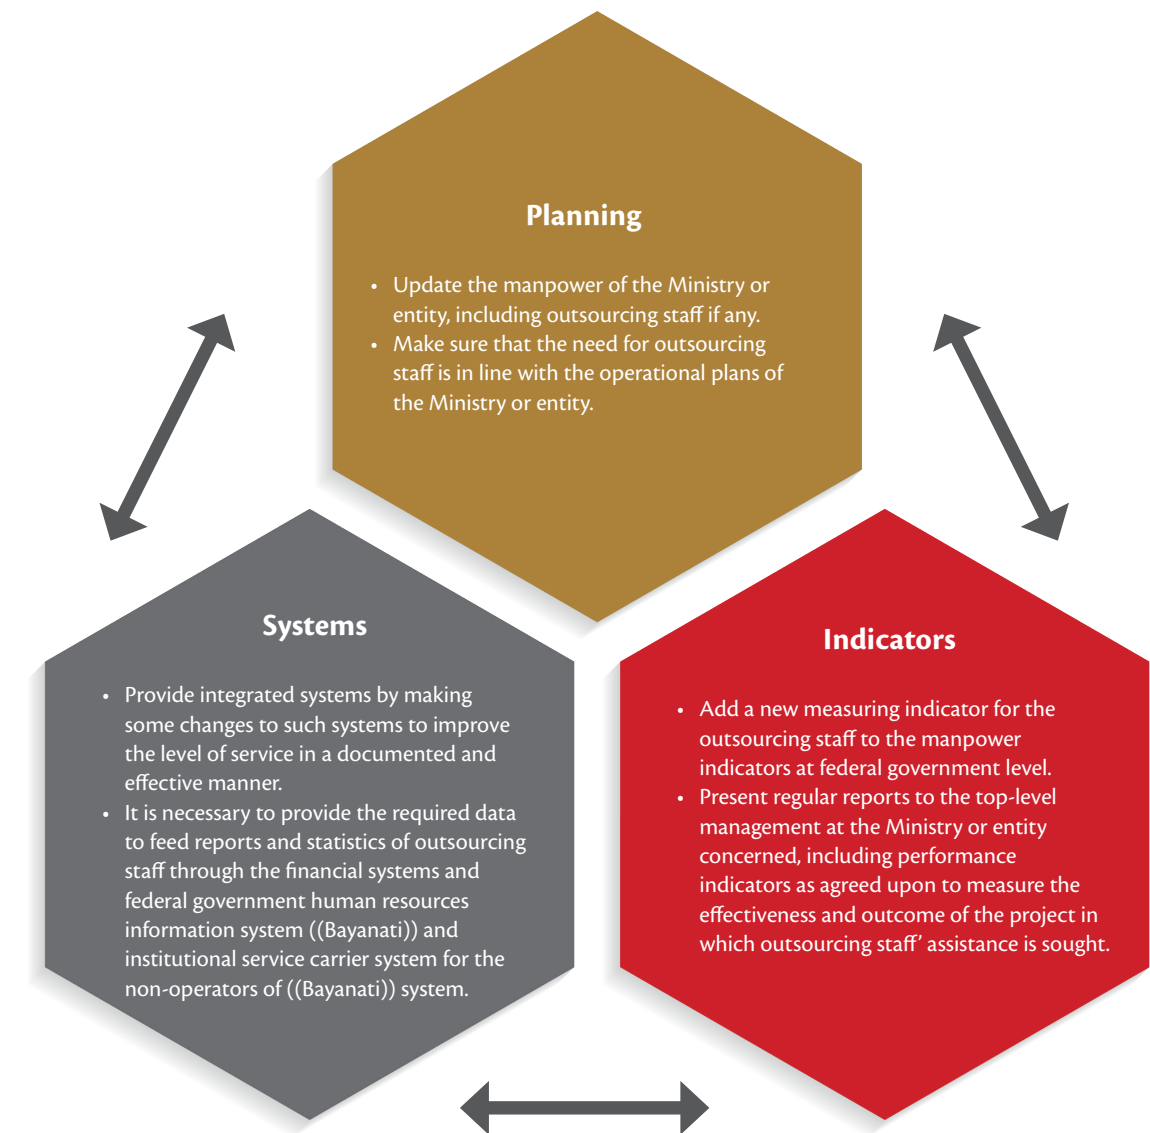 Planning
• Update the manpower of the Ministry or
entity, including outsourcing staff if any.
• Make sure that the need for outsourcing
staff is in line with the operational plans of
the Ministry or entity.
Systems
• Provide integrated systems by making
some changes to such systems to improve
the level of service in a documented and
effective manner.
• It is necessary to provide the required data
to feed reports and statistics of outsourcing
staff through the financial systems and
federal government human resources
information system ((Bayanati)) and
institutional service carrier system for the
non-operators of ((Bayanati)) system.
Indicators
• Add a new measuring indicator for the
outsourcing staff to the manpower
indicators at federal government level.
• Present regular reports to the top-level
management at the Ministry or entity
concerned, including performance
indicators as agreed upon to measure the
effectiveness and outcome of the project in
which outsourcing staff’ assistance is sought.